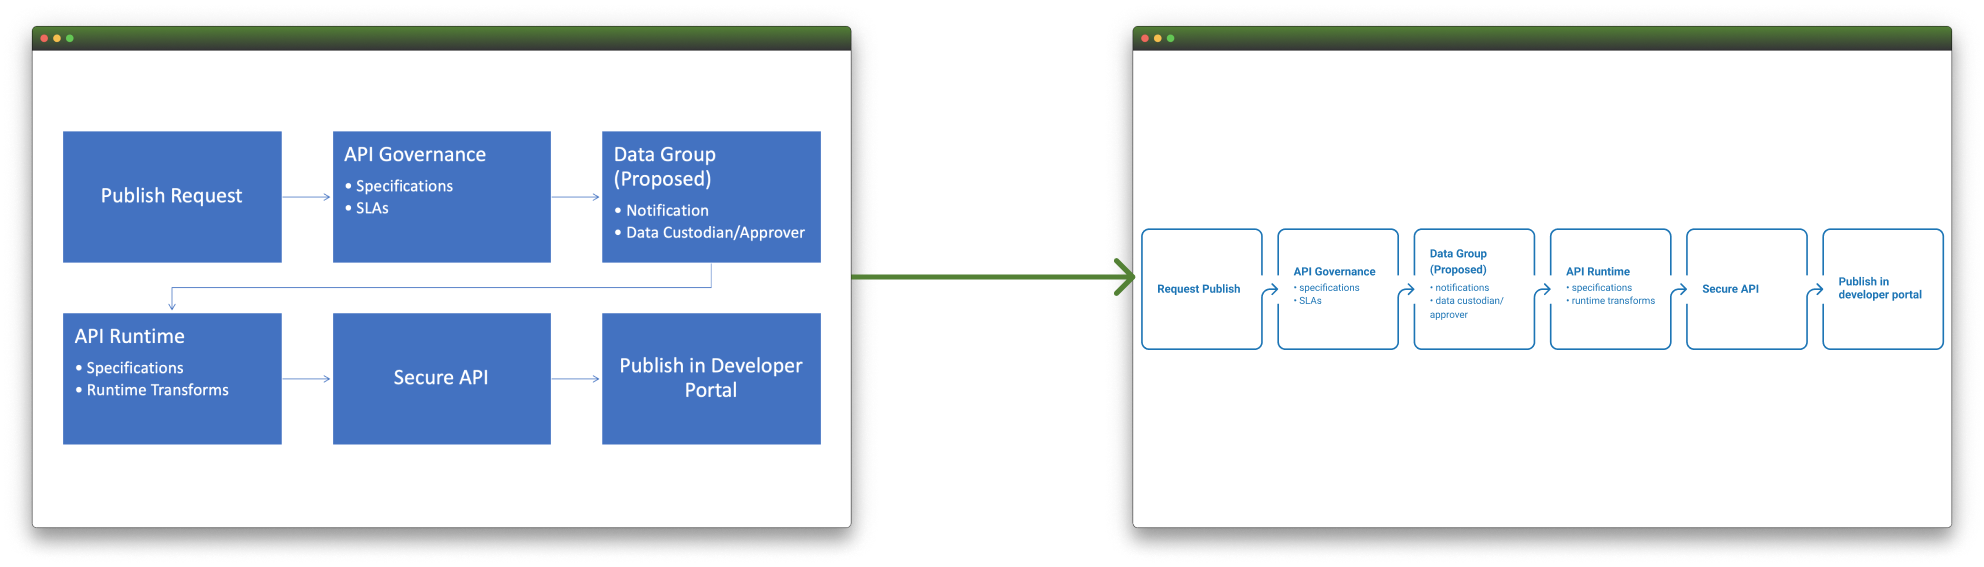 Publish Request
API Governance
• Specifications
• SLAs
Data Group
(Proposed)
• Notification
• Data Custodian/Approver
API Runtime
• Specifications
• Runtime Transforms
Secure API
Publish in Developer
Portal
Request Publish
API Governance
• specifications
• SLAs
Data Group
(Proposed)
• notifications
• data custodian/
approver
API Runtime
• specifications
• runtime transforms
Secure API
Publish in
developer portal